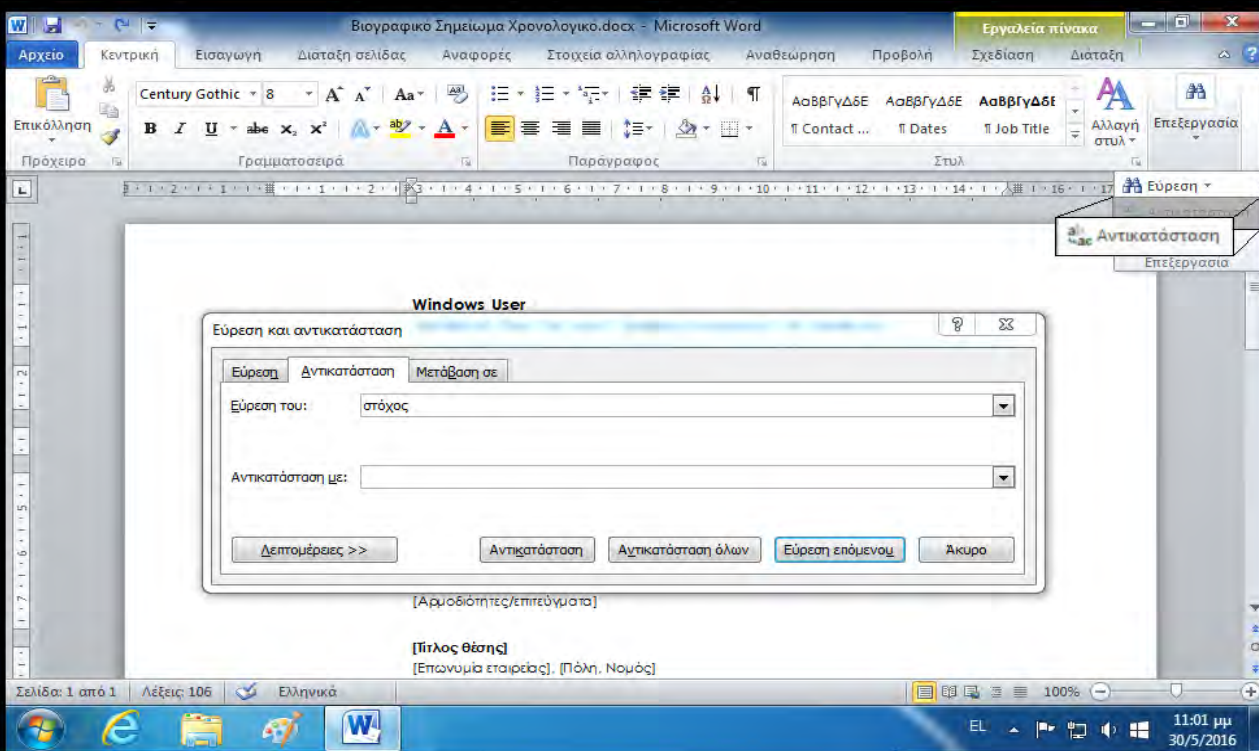 Βιογραφικό Σημείωμα Χρονολογικό.docx - Microsoft Word
Εργαλεία πίνακα
Αρχείο Κεντρική Εισαγωγή Διάταξη σελίδας Αναφορές Στοιχεία αλληλογραφίας Αναθεώρηση Προβολή Σχεδίαση Διάταξη
Επικόλληση
Century Gothic 8
ΑαΒβΓγΔδΕ ΑαΒβΓγΔδΕ ΑαΒβΓγΔδΕ
¶ Contact ... ¶ Dates ¶ Job Title
Αλλαγή στυλ
Επεξεργασία
Πρόχειρο Γραμματοσειρά Παράγραφος Στυλ
Εύρεση
Αντικατάσταση
Επεξεργασία
Windows User
Εύρεση και αντικατάσταση
Εύρεση Αντικατάσταση Μετάβαση σε
Εύρεση του: στόχος
Αντικατάσταση με:
Λεπτομέρειες >> Αντικατάσταση Αντικατάσταση όλων Εύρεση επόμενου Άκυρο
[Αρμοδιότητες/επιτεύγματα]
[Τίτλος θέσης]
[Επωνυμία εταιρείας], [Πόλη, Νομός]
Σελίδα: 1 από 1 Λέξεις: 106 Ελληνικά 100%
EL 11:01 μμ
30/5/2016